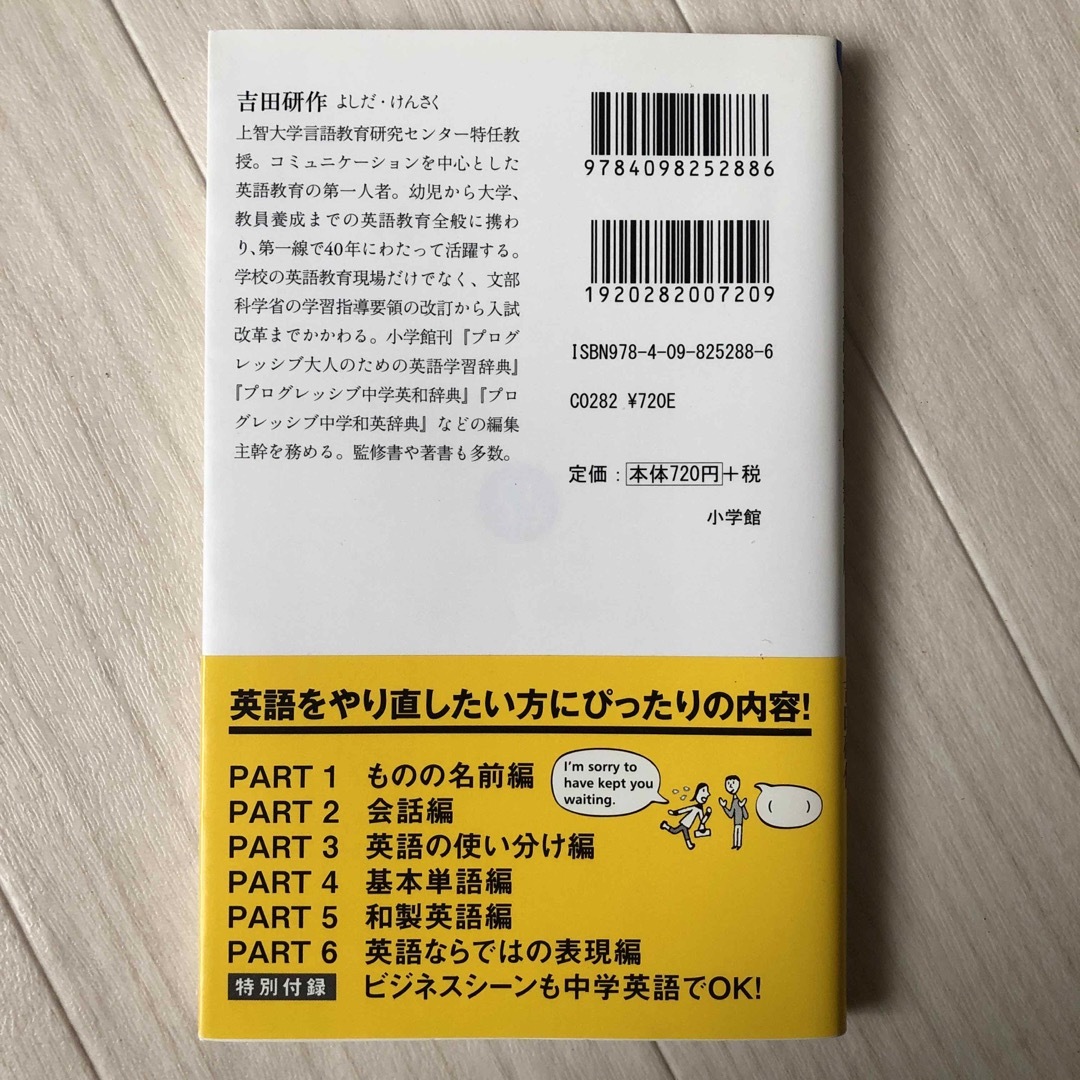 吉田研作 よしだ・けんさく
上智大学言語教育研究センター特任教
授。コミュニケーションを中心とした
英語教育の第一人者。幼児から大学、
教員養成までの英語教育全般に携わ
り、第一線で40年にわたって活躍する。
学校の英語教育現場だけでなく、文部
科学省の学習指導要領の改訂から入試
改革までかかわる。小学館刊『プログ
レッシブ大人のための英語学習辞典』
『プログレッシブ中学英和辞典』『プロ
グレッシブ中学和英辞典』などの編集
主幹を務める。監修書や著書も多数。
9784098252886
1920282007209
ISBN978-4-09-825288-6
C0282 ¥720E
定価：本体720円+税
小学館
英語をやり直したい方にぴったりの内容!
PART 1 ものの名前編
PART 2 会話編
PART 3 英語の使い分け編
PART 4 基本単語編
PART 5 和製英語編
PART 6 英語ならではの表現編
特別付録 ビジネスシーンも中学英語でOK!
I'm sorry to
have kept you
waiting.
( )